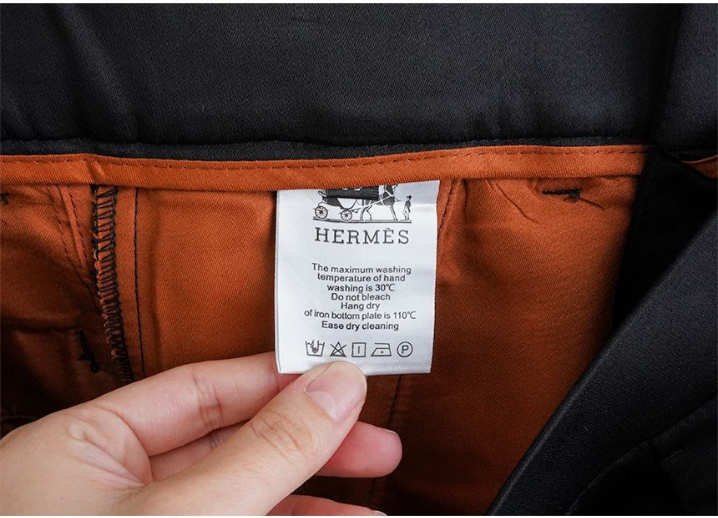 HERMÈS
The maximum washing
temperature of hand
washing is 30℃
Do not bleach
Hang dry
of iron bottom plate is 110℃
Ease dry cleaning
P